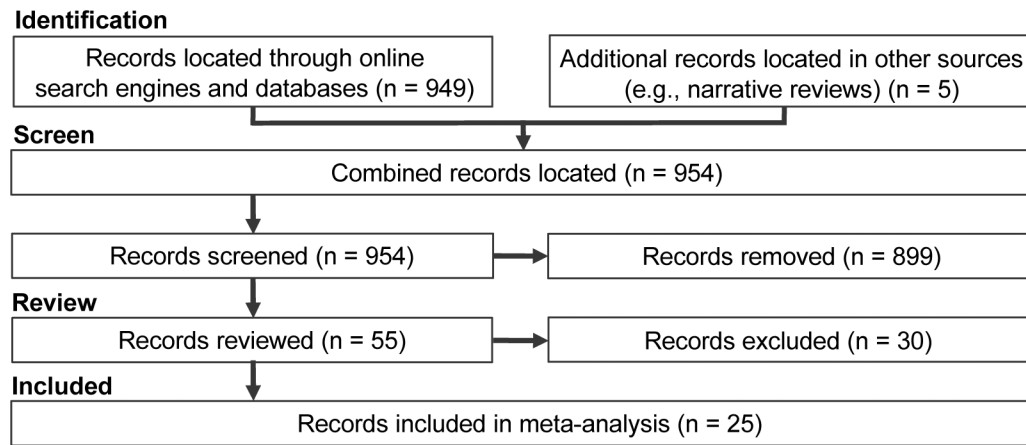 Identification
Records located through online
search engines and databases (n = 949)
Additional records located in other sources
(e.g., narrative reviews) (n = 5)
Screen
Combined records located (n = 954)
Records screened (n = 954)
Records removed (n = 899)
Review
Records reviewed (n = 55)
Records excluded (n = 30)
Included
Records included in meta-analysis (n = 25)